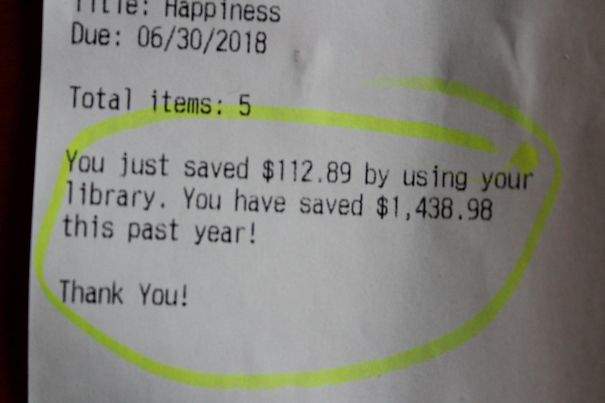 Title: Happiness
Due: 06/30/2018
Total items: 5
You just saved $112.89 by using your
library. You have saved $1,438.98
this past year!
Thank You!